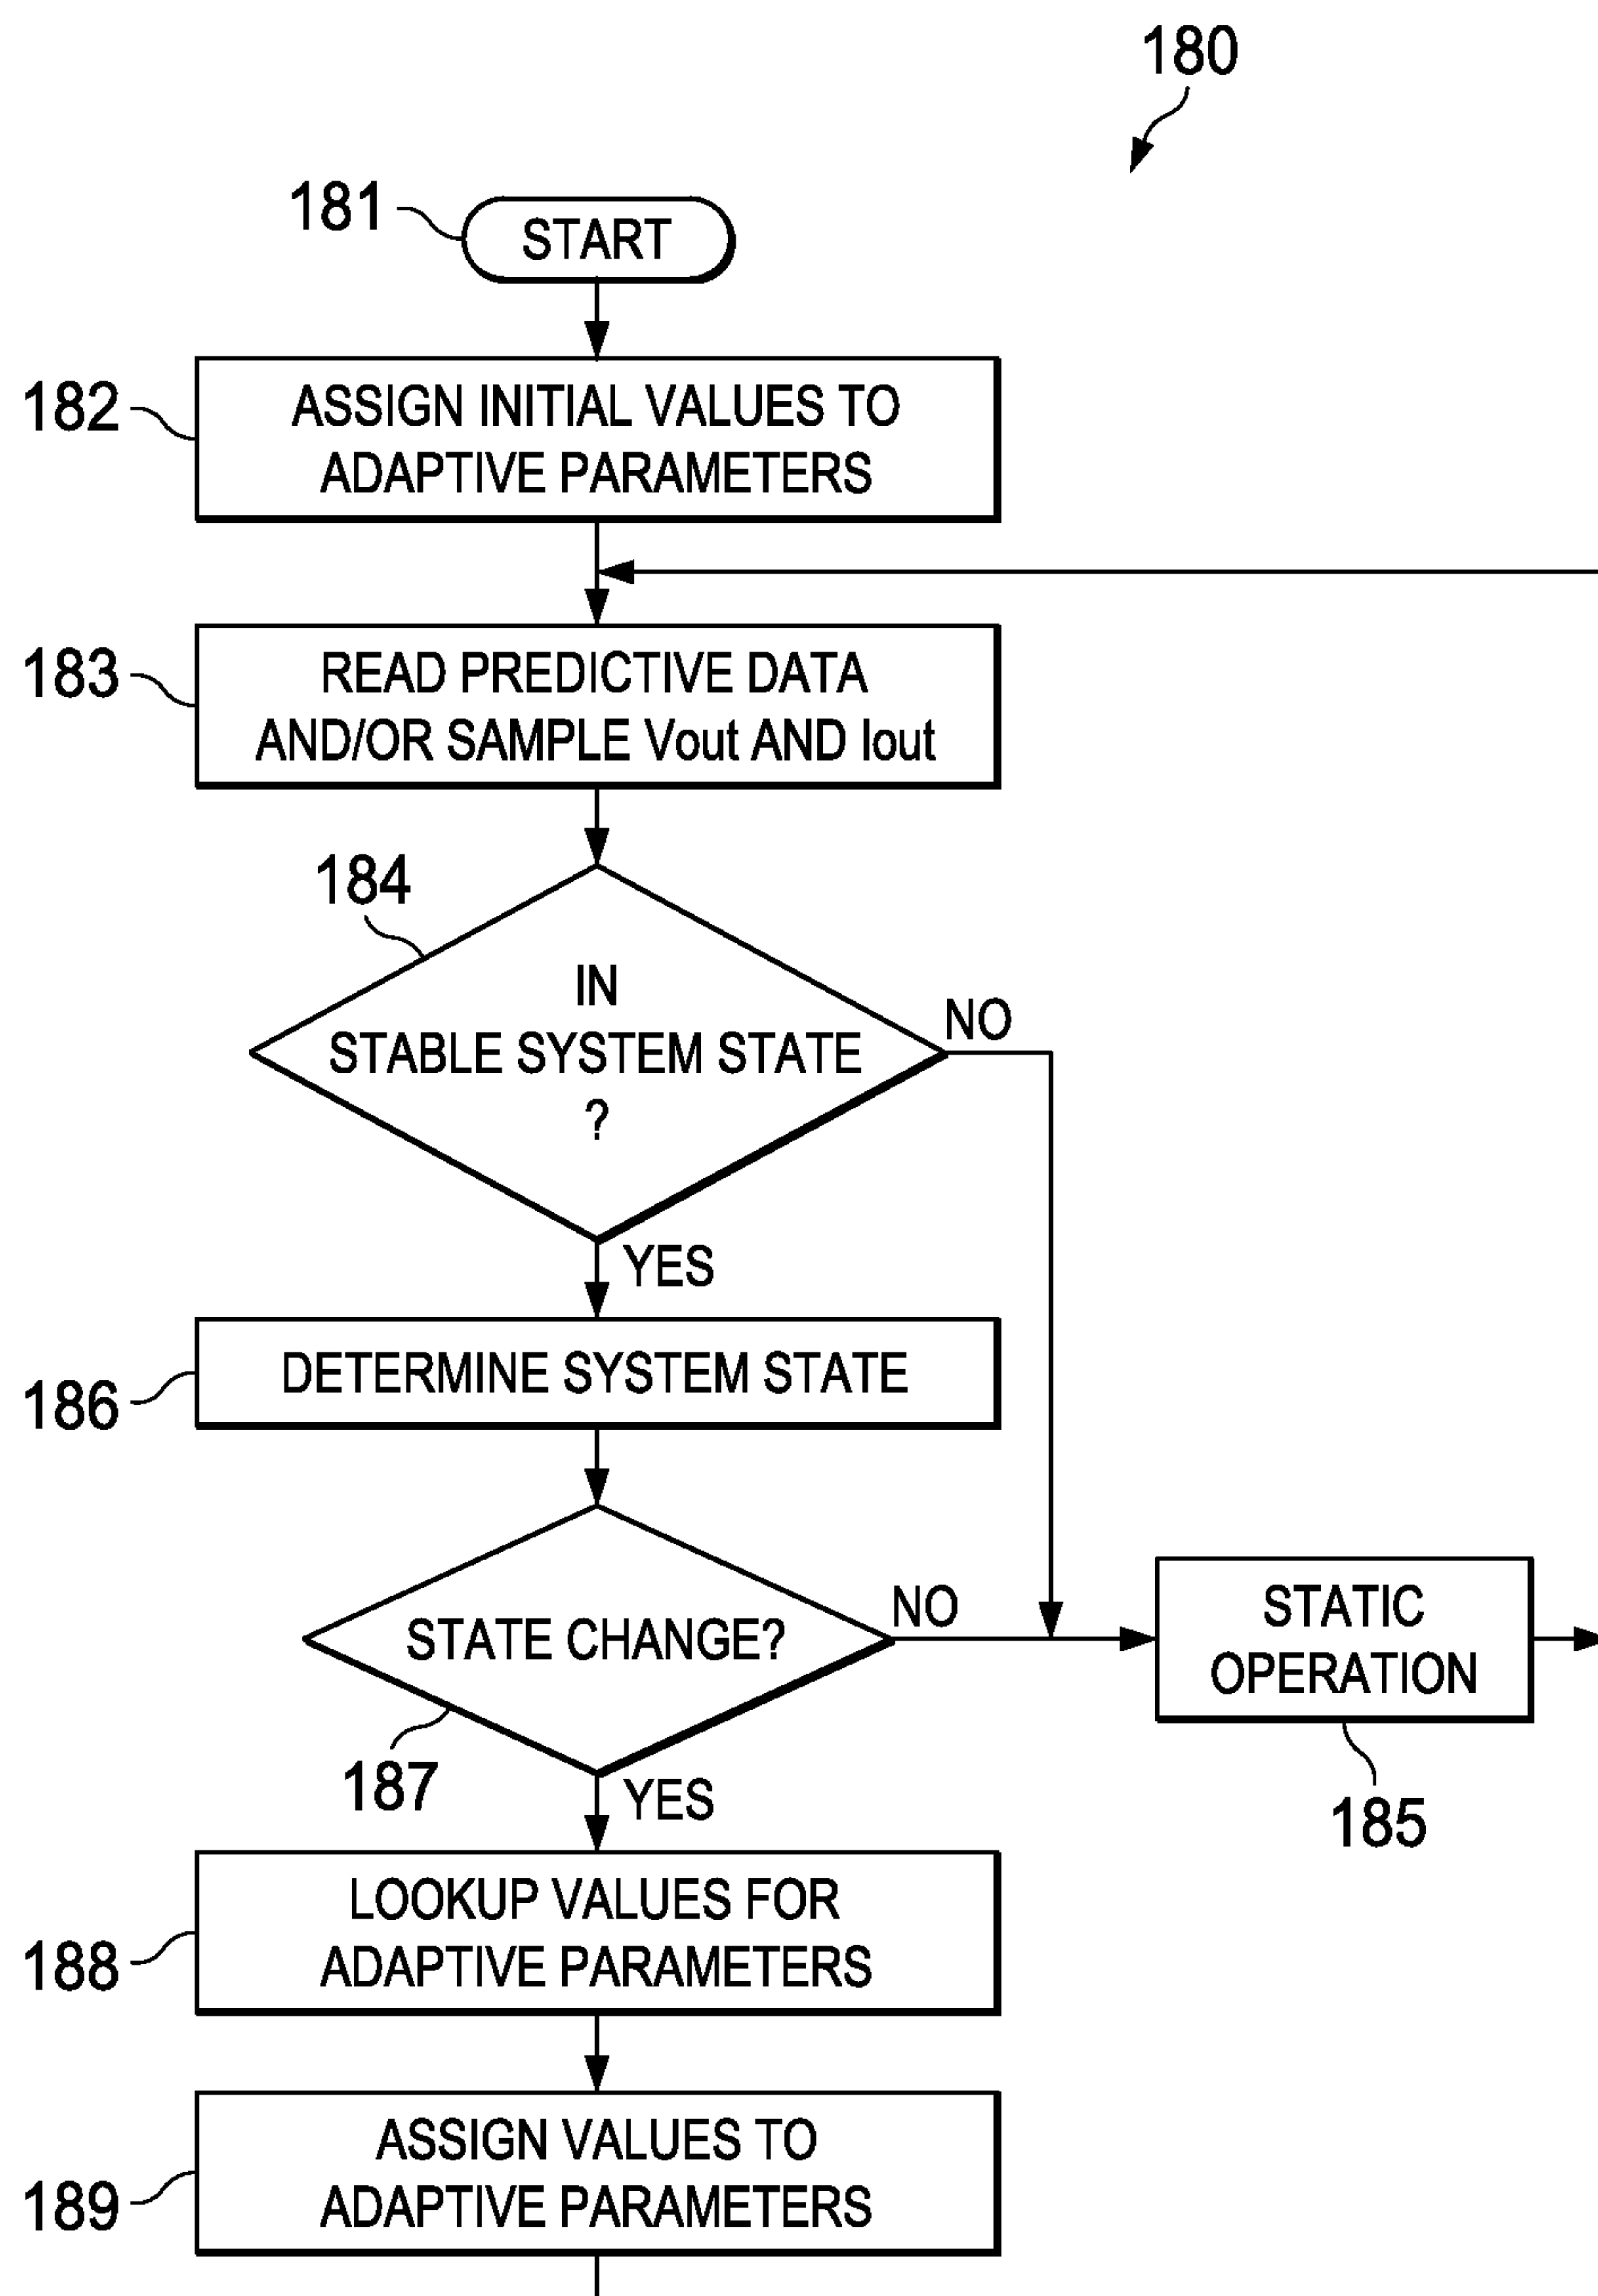 180
181
START
182
ASSIGN INITIAL VALUES TO
ADAPTIVE PARAMETERS
183
READ PREDICTIVE DATA
AND/OR SAMPLE Vout AND Iout
184
IN
STABLE SYSTEM STATE
?
NO
YES
186
DETERMINE SYSTEM STATE
STATE CHANGE?
NO
187
YES
STATIC
OPERATION
185
188
LOOKUP VALUES FOR
ADAPTIVE PARAMETERS
189
ASSIGN VALUES TO
ADAPTIVE PARAMETERS